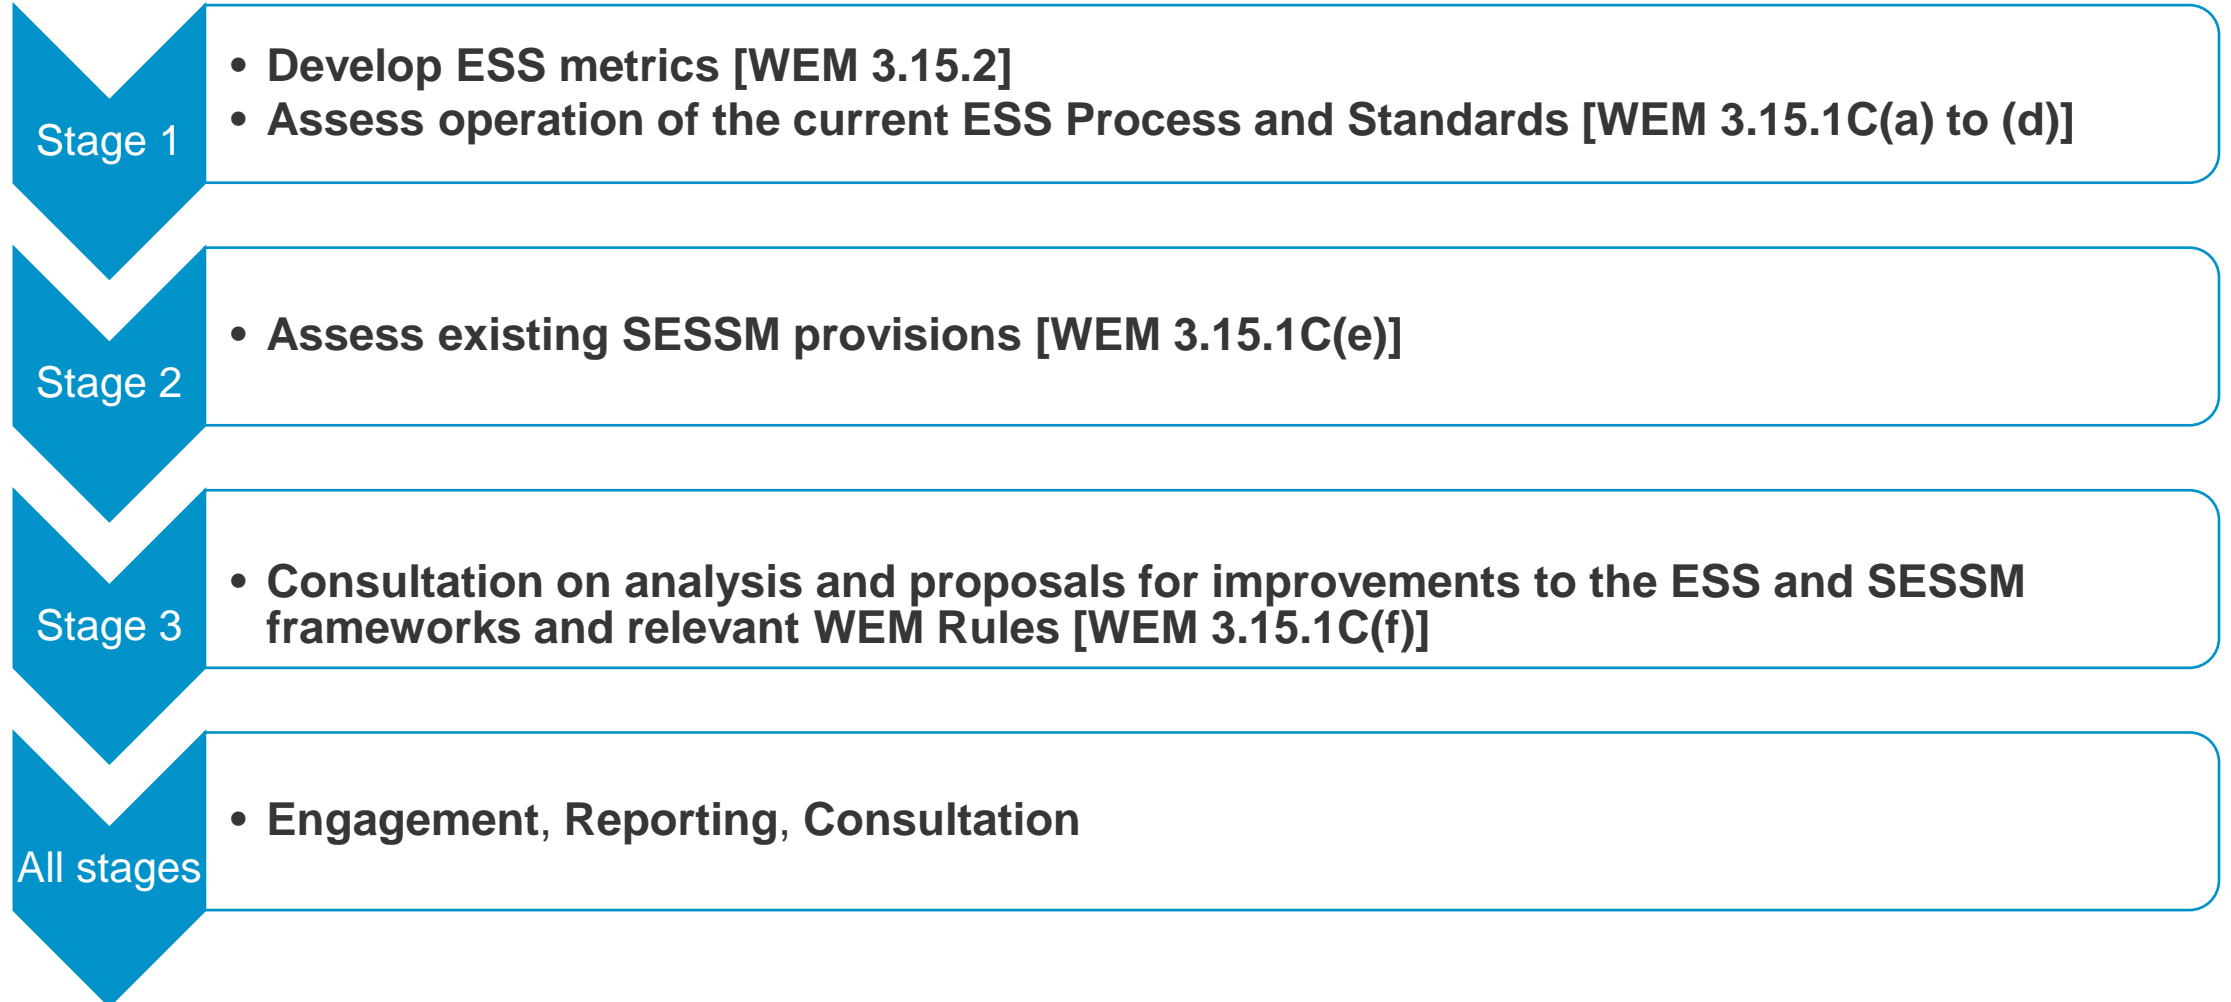 Stage 1
• Develop ESS metrics [WEM 3.15.2]
• Assess operation of the current ESS Process and Standards [WEM 3.15.1C(a) to (d)]
Stage 2
• Assess existing SESSM provisions [WEM 3.15.1C(e)]
Stage 3
• Consultation on analysis and proposals for improvements to the ESS and SESSM
frameworks and relevant WEM Rules [WEM 3.15.1C(f)]
All stages
• Engagement, Reporting, Consultation